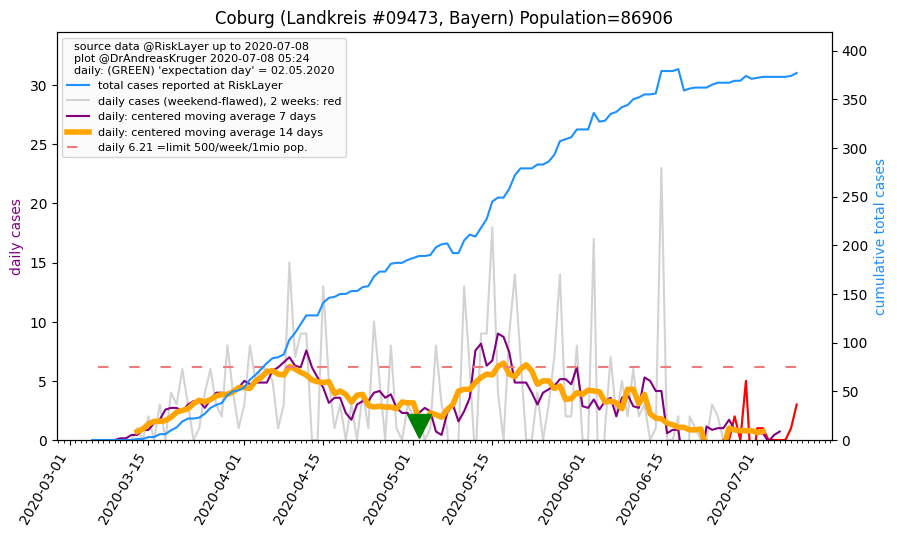 Coburg (Landkreis #09473, Bayern) Population=86906
source data @RiskLayer up to 2020-07-08
plot @DrAndreasKruger 2020-07-08 05:24
daily: (GREEN) 'expectation day' = 02.05.2020
total cases reported at RiskLayer
daily cases (weekend-flawed), 2 weeks: red
daily: centered moving average 7 days
daily: centered moving average 14 days
daily 6.21 =limit 500/week/1mio pop.
daily cases
30
25
20
15
10
5
0
400
350
300
250
200
150
100
50
0
cumulative total cases
2020-03-01
2020-03-15
2020-04-01
2020-04-15
2020-05-01
2020-05-15
2020-06-01
2020-06-15
2020-07-01